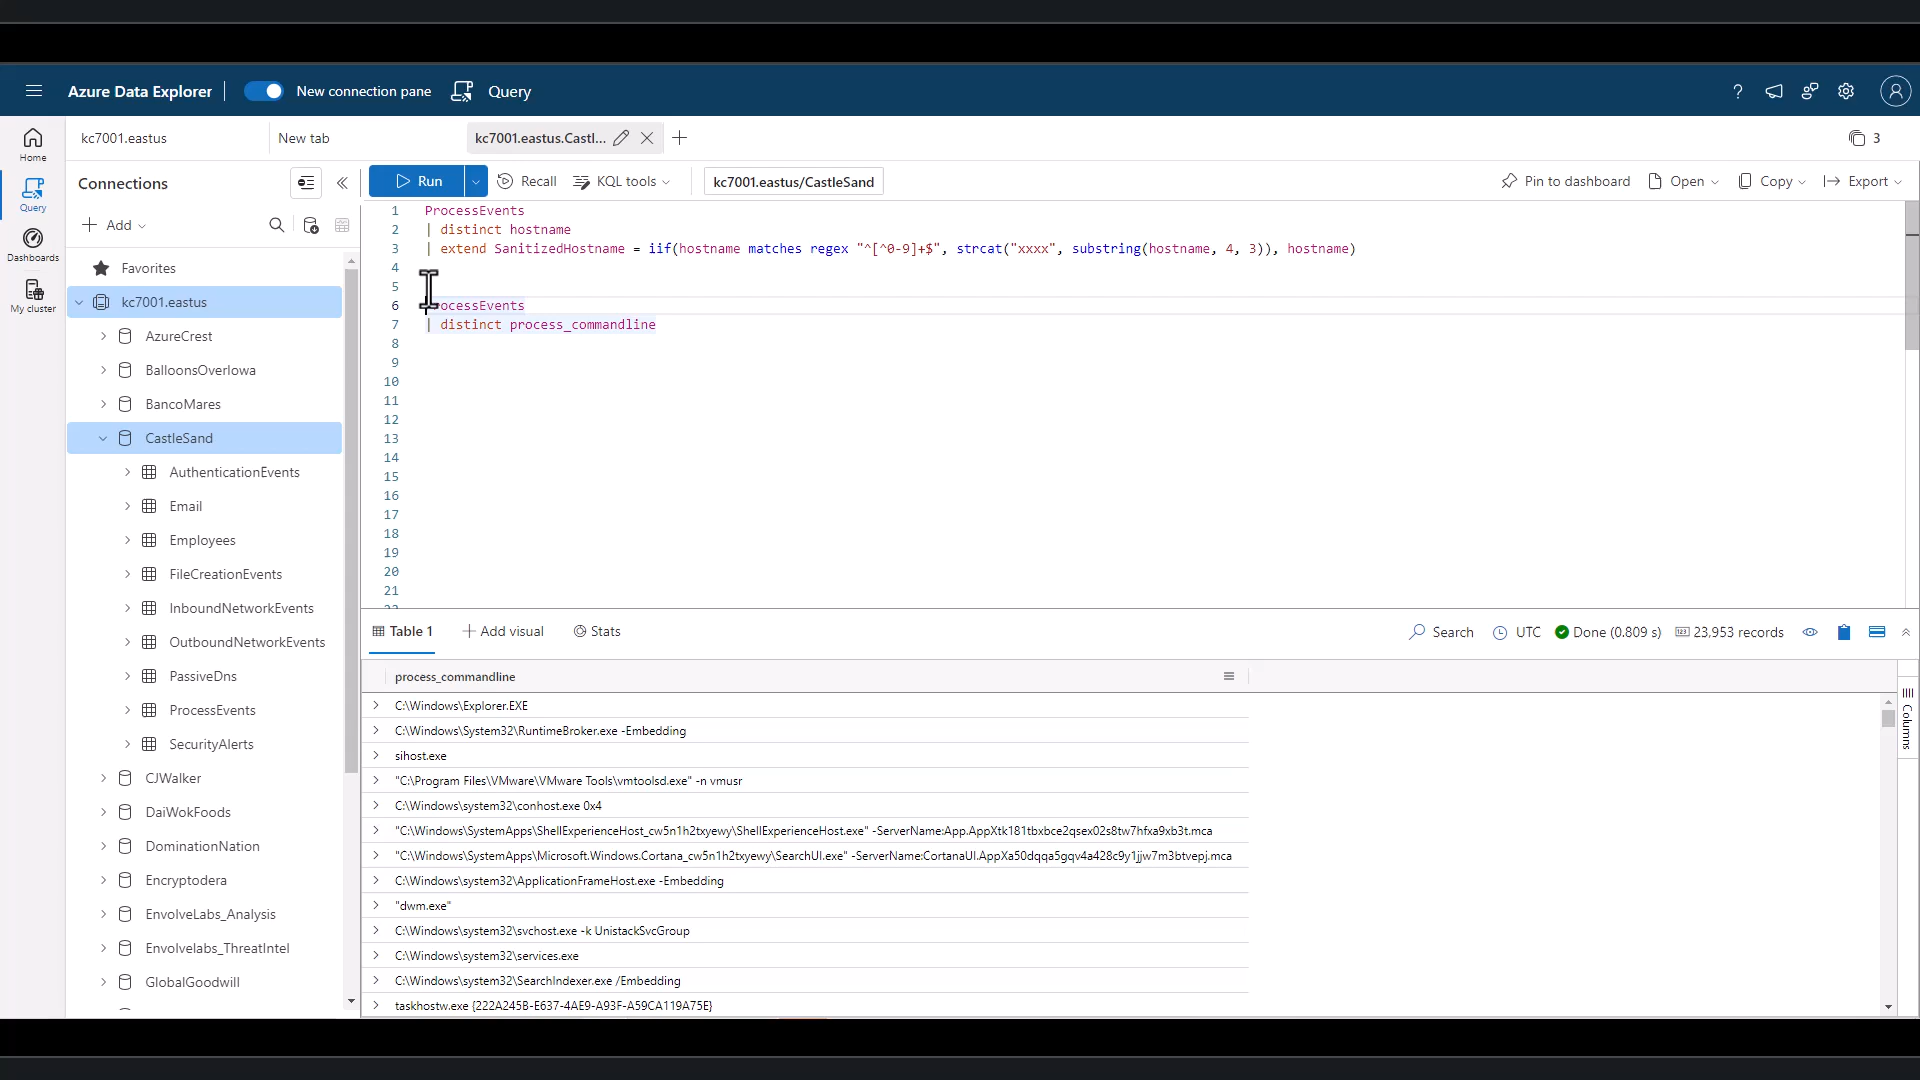 Azure Data Explorer
New connection pane
Query
kc7001.eastus
New tab
kc7001.eastus.Castl...
3
Home
Query
Dashboards
My cluster
Connections
Add
Favorites
kc7001.eastus
AzureCrest
BalloonsOverIowa
BancoMares
CastleSand
AuthenticationEvents
Email
Employees
FileCreationEvents
InboundNetworkEvents
OutboundNetworkEvents
PassiveDns
ProcessEvents
SecurityAlerts
CJWalker
DaiWokFoods
DominationNation
Encryptodera
EnvolveLabs_Analysis
Envolvelabs_ThreatIntel
GlobalGoodwill
Run
Recall
KQL tools
kc7001.eastus/CastleSand
Pin to dashboard
Open
Copy
Export
1 ProcessEvents
2 | distinct hostname
3 | extend SanitizedHostname = iif(hostname matches regex "^[^0-9]+$", strcat("xxxx", substring(hostname, 4, 3)), hostname)
4
5
6 ocessEvents
7 | distinct process_commandline
8
9
10
11
12
13
14
15
16
17
18
19
20
21
Table 1
Add visual
Stats
Search
UTC
Done (0.809 s)
23,953 records
process_commandline
C:\Windows\Explorer.EXE
C:\Windows\System32\RuntimeBroker.exe -Embedding
sihost.exe
"C:\Program Files\VMware\VMware Tools\vmtoolsd.exe" -n vmusr
C:\Windows\system32\conhost.exe 0x4
"C:\Windows\SystemApps\ShellExperienceHost_cw5n1h2txyewy\ShellExperienceHost.exe" -ServerName:App.AppXtk181tbxbce2qsex02s8tw7hfxa9xb3t.mca
"C:\Windows\SystemApps\Microsoft.Windows.Cortana_cw5n1h2txyewy\SearchUI.exe" -ServerName:CortanaUI.AppXa50dqqa5gqv4a428c9y1jjw7m3btvepj.mca
C:\Windows\system32\ApplicationFrameHost.exe -Embedding
"dwm.exe"
C:\Windows\system32\svchost.exe -k UnistackSvcGroup
C:\Windows\system32\services.exe
C:\Windows\system32\SearchIndexer.exe /Embedding
taskhostw.exe {222A245B-E637-4AE9-A93F-A59CA119A75E}
Columns